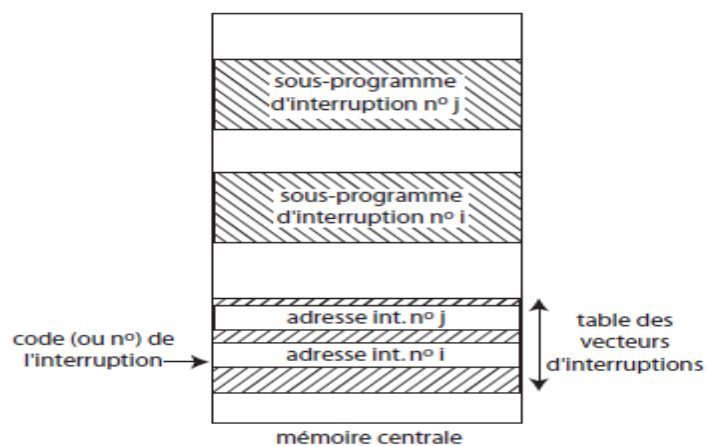 sous-programme
d'interruption nº j
sous-programme
d'interruption nº i
adresse int. nº j
adresse int. nº i
code (ou nº) de
l'interruption
table des
vecteurs
d'interruptions
mémoire centrale